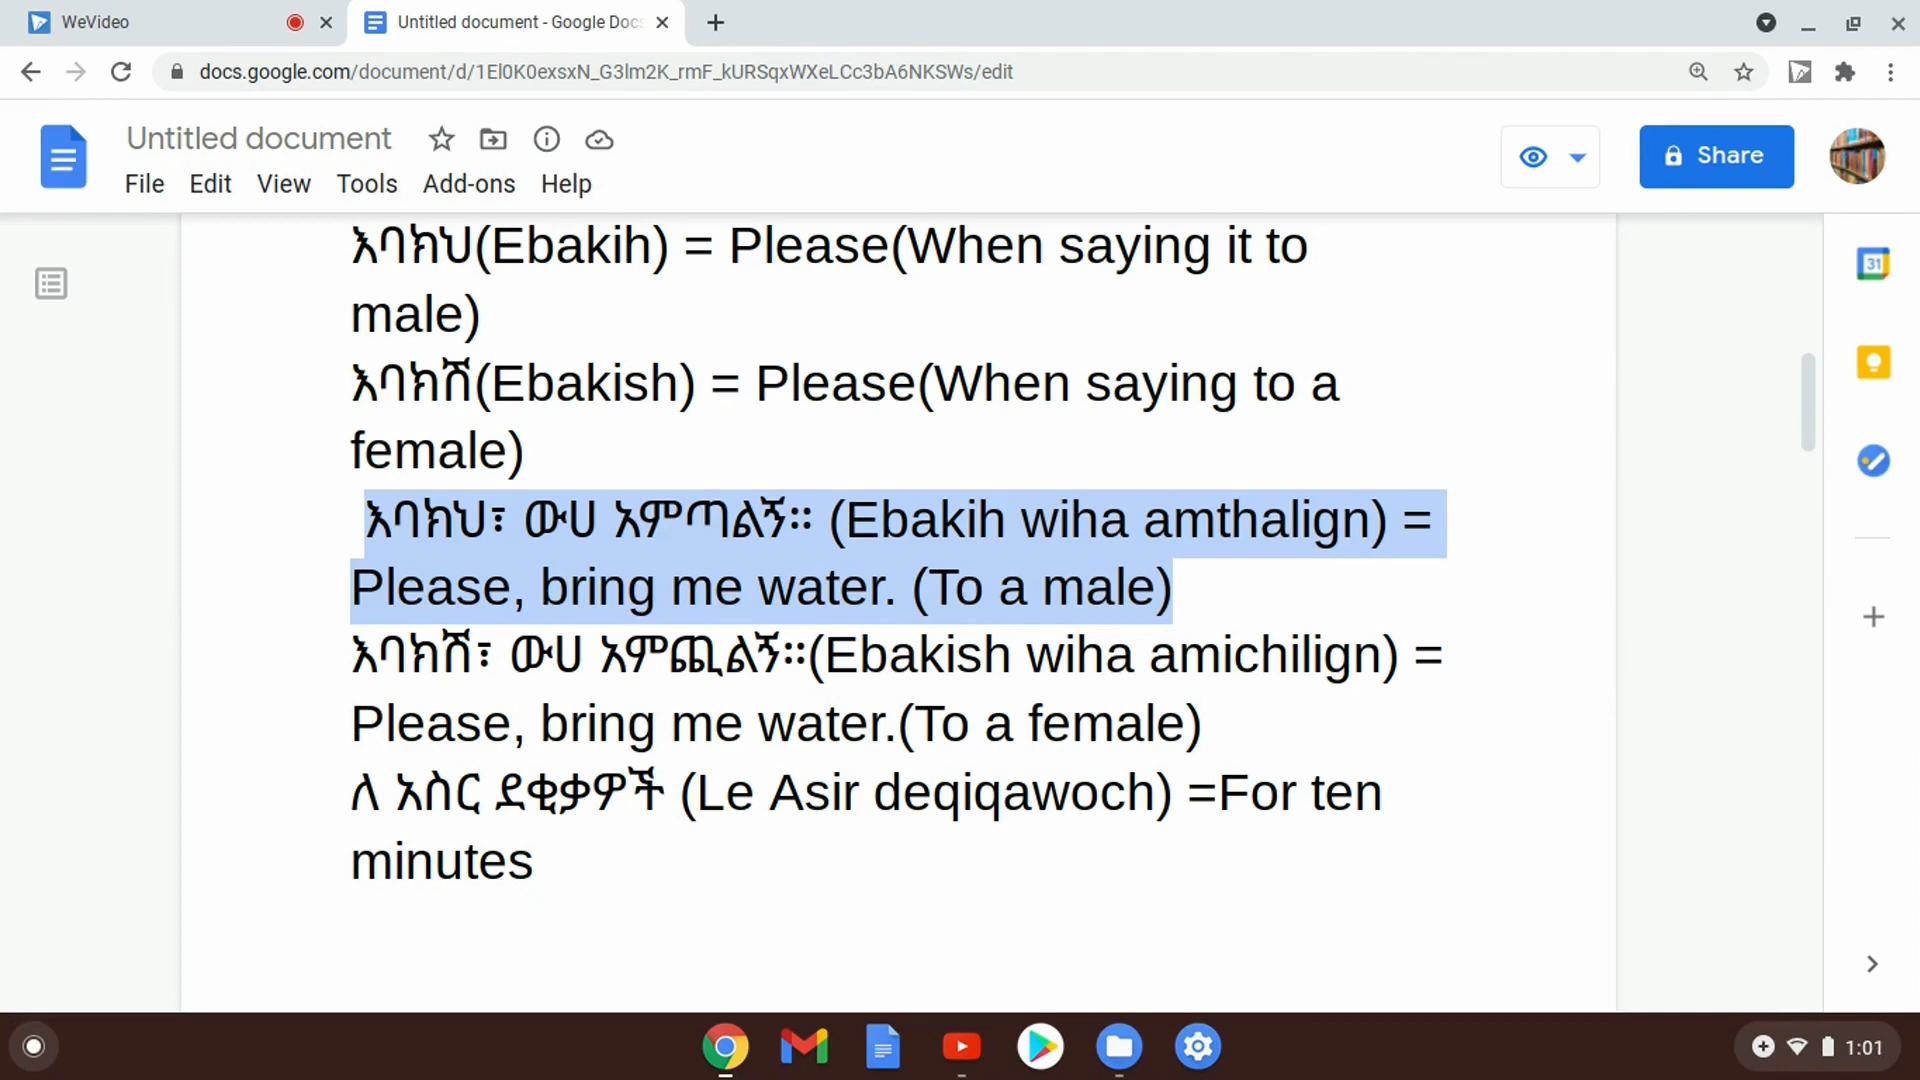 WeVideo
Untitled document - Google Docs
docs.google.com/document/d/1El0K0exsxN_G3lm2K_rmF_kURSqxWXeLCc3bA6NKSWs/edit
Untitled document
File Edit View Tools Add-ons Help
Share
31
እባክህ(Ebakih) = Please(When saying it to
male)
እባክሽ(Ebakish) = Please(When saying to a
female)
እባክህ፣ ውሀ አምጣልኝ። (Ebakih wiha amthalign) =
Please, bring me water. (To a male)
እባክሽ፣ ውሀ አምጪልኝ።(Ebakish wiha amichilign) =
Please, bring me water.(To a female)
ለ አስር ደቂቃዎች (Le Asir deqiqawoch) =For ten
minutes
1:01